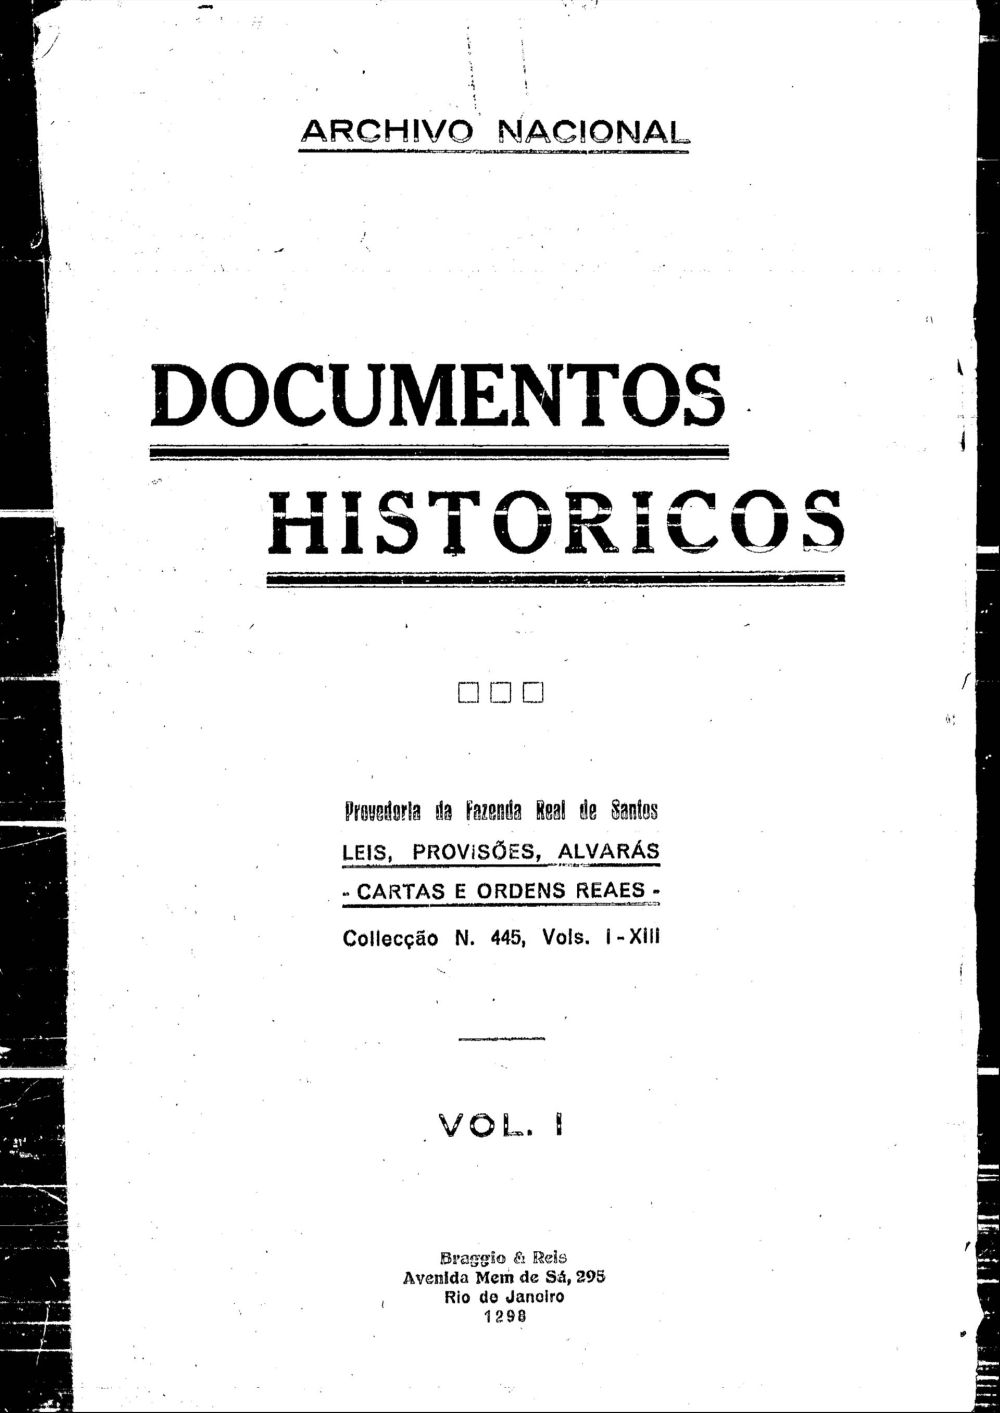 ARCHIVO NACIONAL
DOCUMENTOS
HISTORICOS
Provedoria da Fazenda Real de Santos
LEIS, PROVISÕES, ALVARÁS
- CARTAS E ORDENS REAES -
Collecção N. 445, Vols. I-XIII
VOL. I
Braggio & Reis
Avenida Mem de Sá, 295
Rio de Janeiro
1298